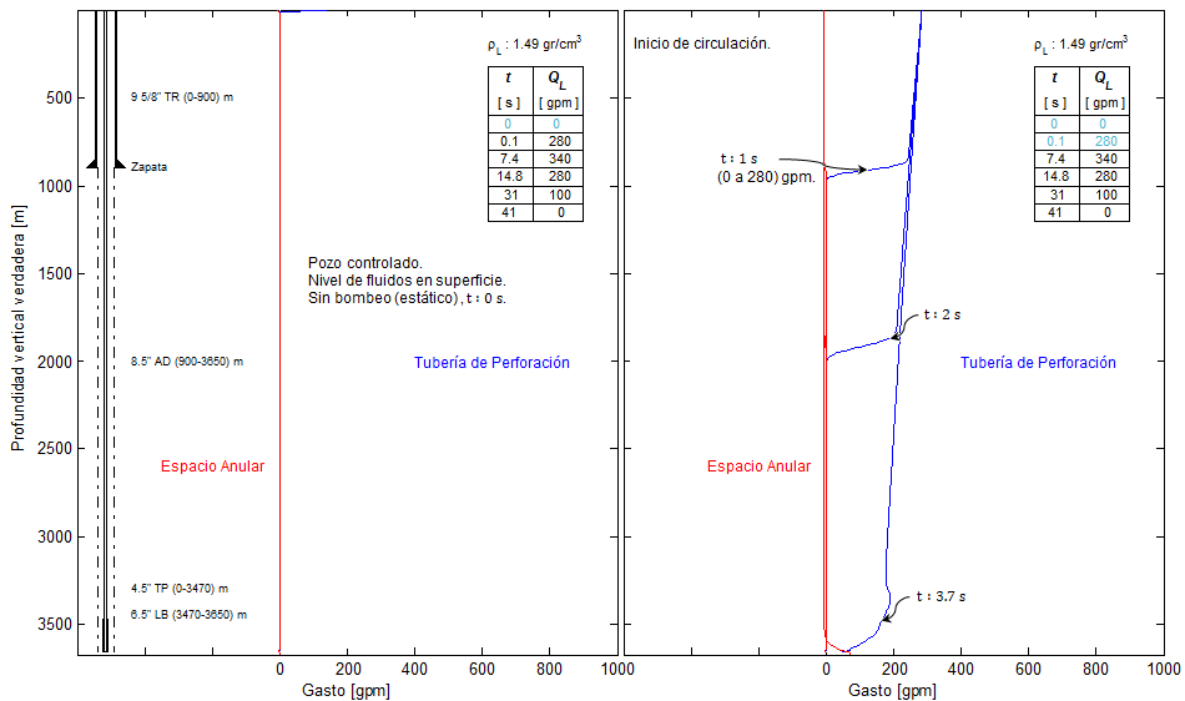 ρL : 1.49 gr/cm3
t QL
[ s ] [ gpm ]
0 0
0.1 280
7.4 340
14.8 280
31 100
41 0
9 5/8" TR (0-900) m
Zapata
Pozo controlado.
Nivel de fluidos en superficie.
Sin bombeo (estático), t : 0 s.
8.5" AD (900-3650) m
Tubería de Perforación
Espacio Anular
4.5" TP (0-3470) m
6.5" LB (3470-3650) m
500
1000
1500
2000
2500
3000
3500
Profundidad vertical verdadera [m]
0 200 400 600 800 1000
Gasto [gpm]
Inicio de circulación.
ρL : 1.49 gr/cm3
t QL
[ s ] [ gpm ]
0 0
0.1 280
7.4 340
14.8 280
31 100
41 0
t : 1 s
(0 a 280) gpm.
t : 2 s
Tubería de Perforación
Espacio Anular
t : 3.7 s
0 200 400 600 800 1000
Gasto [gpm]